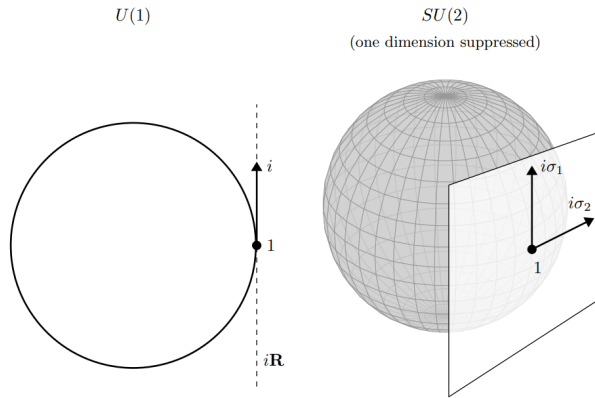 U(1)
SU(2)
(one dimension suppressed)
i
1
iR
iσ₁
iσ₂
1